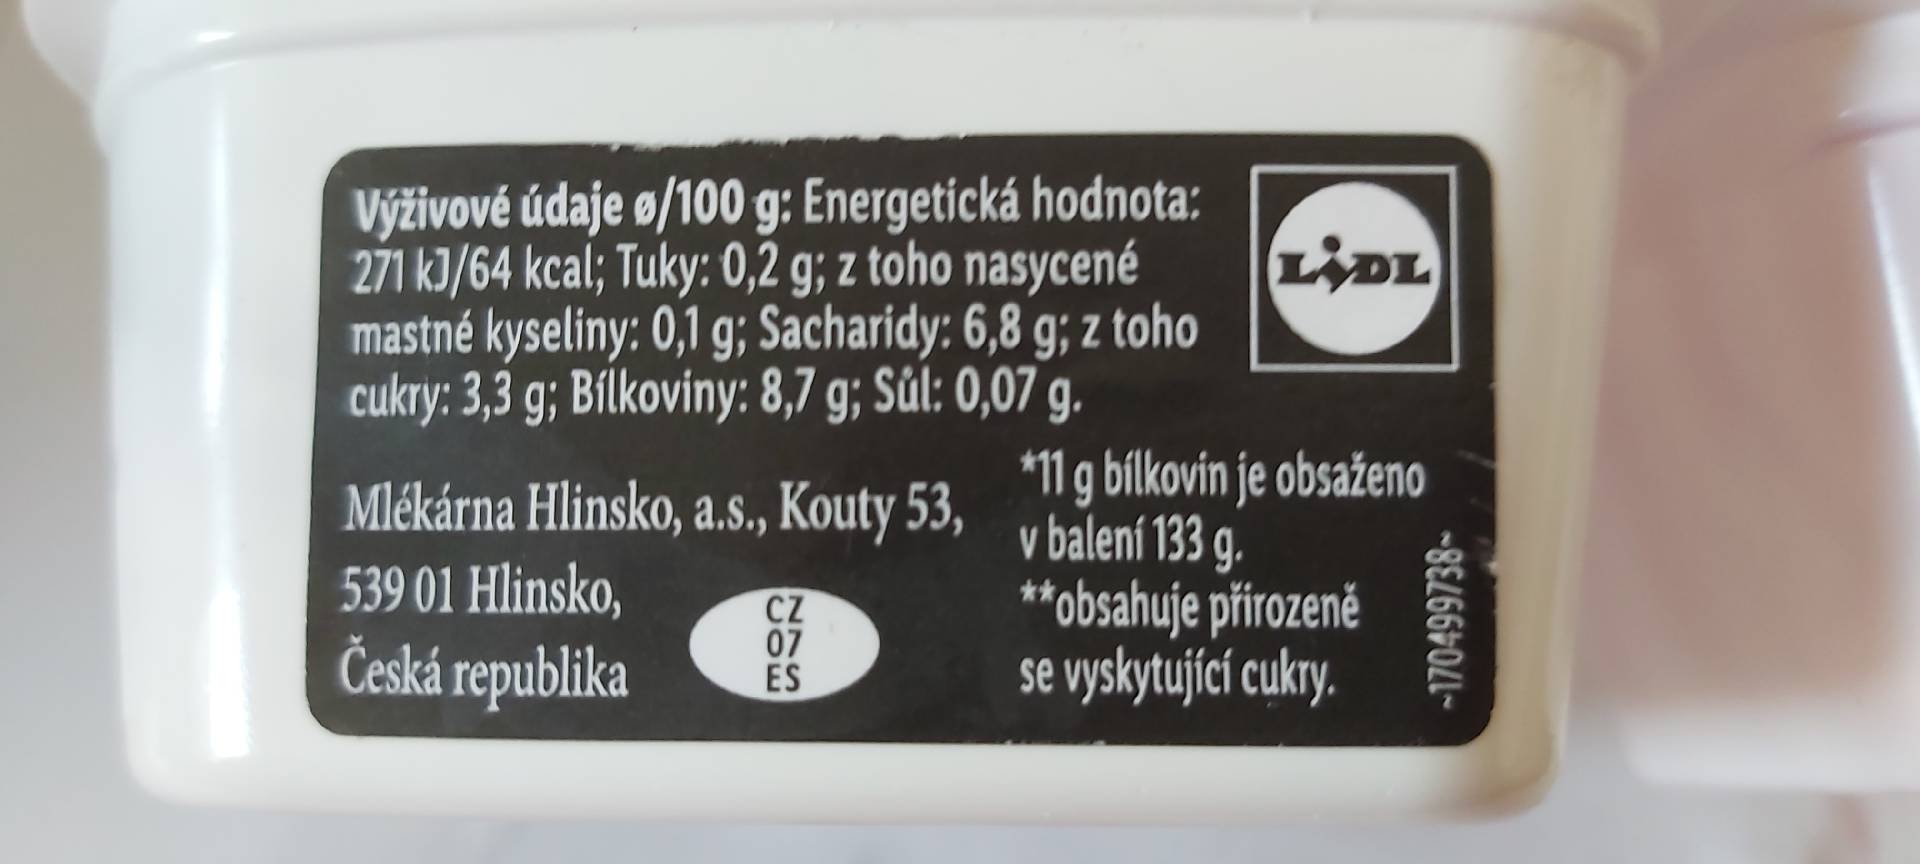 Výživové údaje ø/100 g: Energetická hodnota:
271 kJ/64 kcal; Tuky: 0,2 g; z toho nasycené
mastné kyseliny: 0,1 g; Sacharidy: 6,8 g; z toho
cukry: 3,3 g; Bílkoviny: 8,7 g; Sůl: 0,07 g.
LIDL
Mlékárna Hlinsko, a.s., Kouty 53,
539 01 Hlinsko,
Česká republika
CZ
07
ES
*11 g bílkovin je obsaženo
v balení 133 g.
**obsahuje přirozeně
se vyskytující cukry.
~170499738~